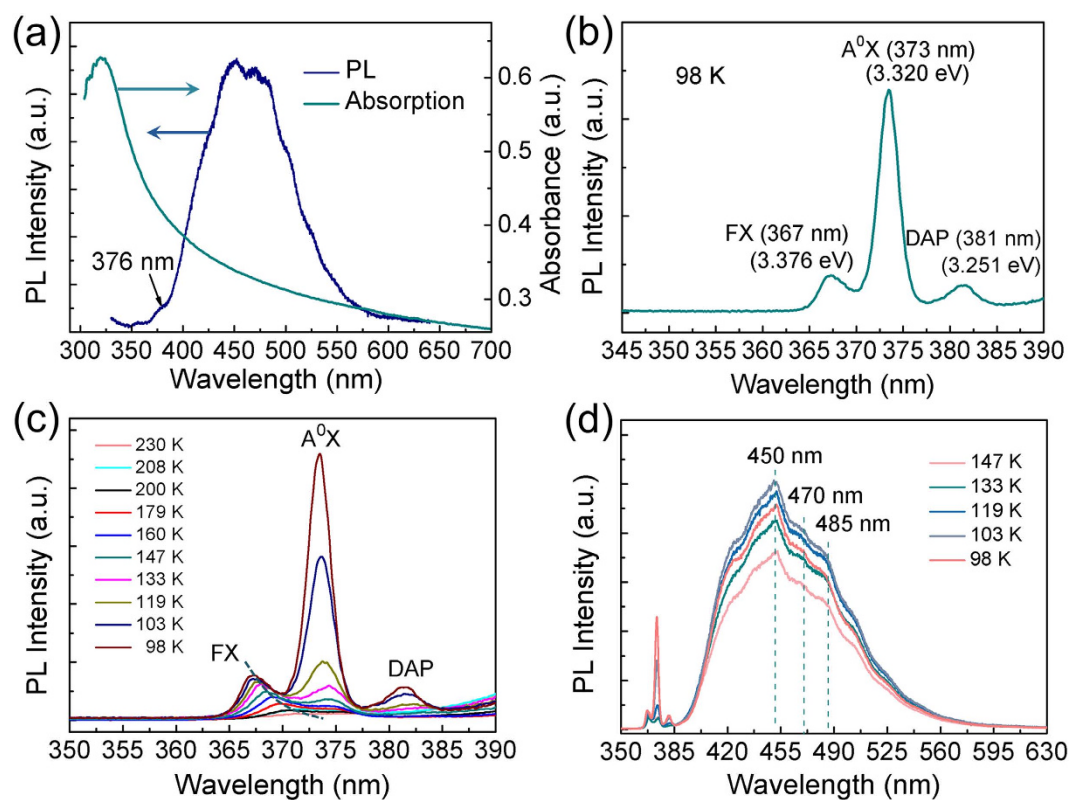 (a)
PL
Absorption
376 nm
PL Intensity (a.u.)
Absorbance (a.u.)
0.6
0.5
0.4
0.3
300 350 400 450 500 550 600 650 700
Wavelength (nm)
(b)
98 K
A⁰X (373 nm)
(3.320 eV)
FX (367 nm)
(3.376 eV)
DAP (381 nm)
(3.251 eV)
PL Intensity (a.u.)
345 350 355 360 365 370 375 380 385 390
Wavelength (nm)
(c)
230 K
208 K
200 K
179 K
160 K
147 K
133 K
119 K
103 K
98 K
A⁰X
FX
DAP
PL Intensity (a.u.)
350 355 360 365 370 375 380 385 390
Wavelength (nm)
(d)
450 nm
470 nm
485 nm
147 K
133 K
119 K
103 K
98 K
PL Intensity (a.u.)
350 385 420 455 490 525 560 595 630
Wavelength (nm)